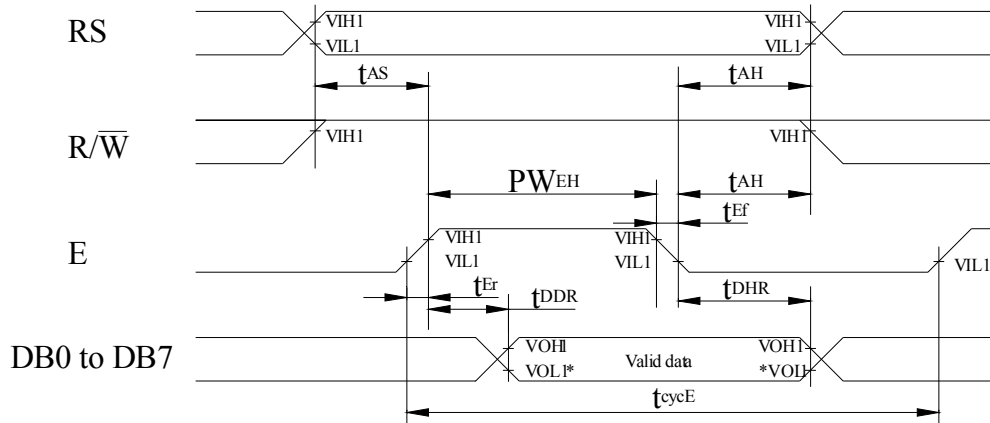 RS VIH1 VIH1
VIL1 VIL1
tAS tAH
R/W̅ VIH1 VIH1
PWEH tAH
tEf
E VIH1 VIH1
VIL1 VIL1 VIL1
tEr tDDR tDHR
DB0 to DB7 VOH1 VOH1
VOL1* Valid data *VOL1
tcycE